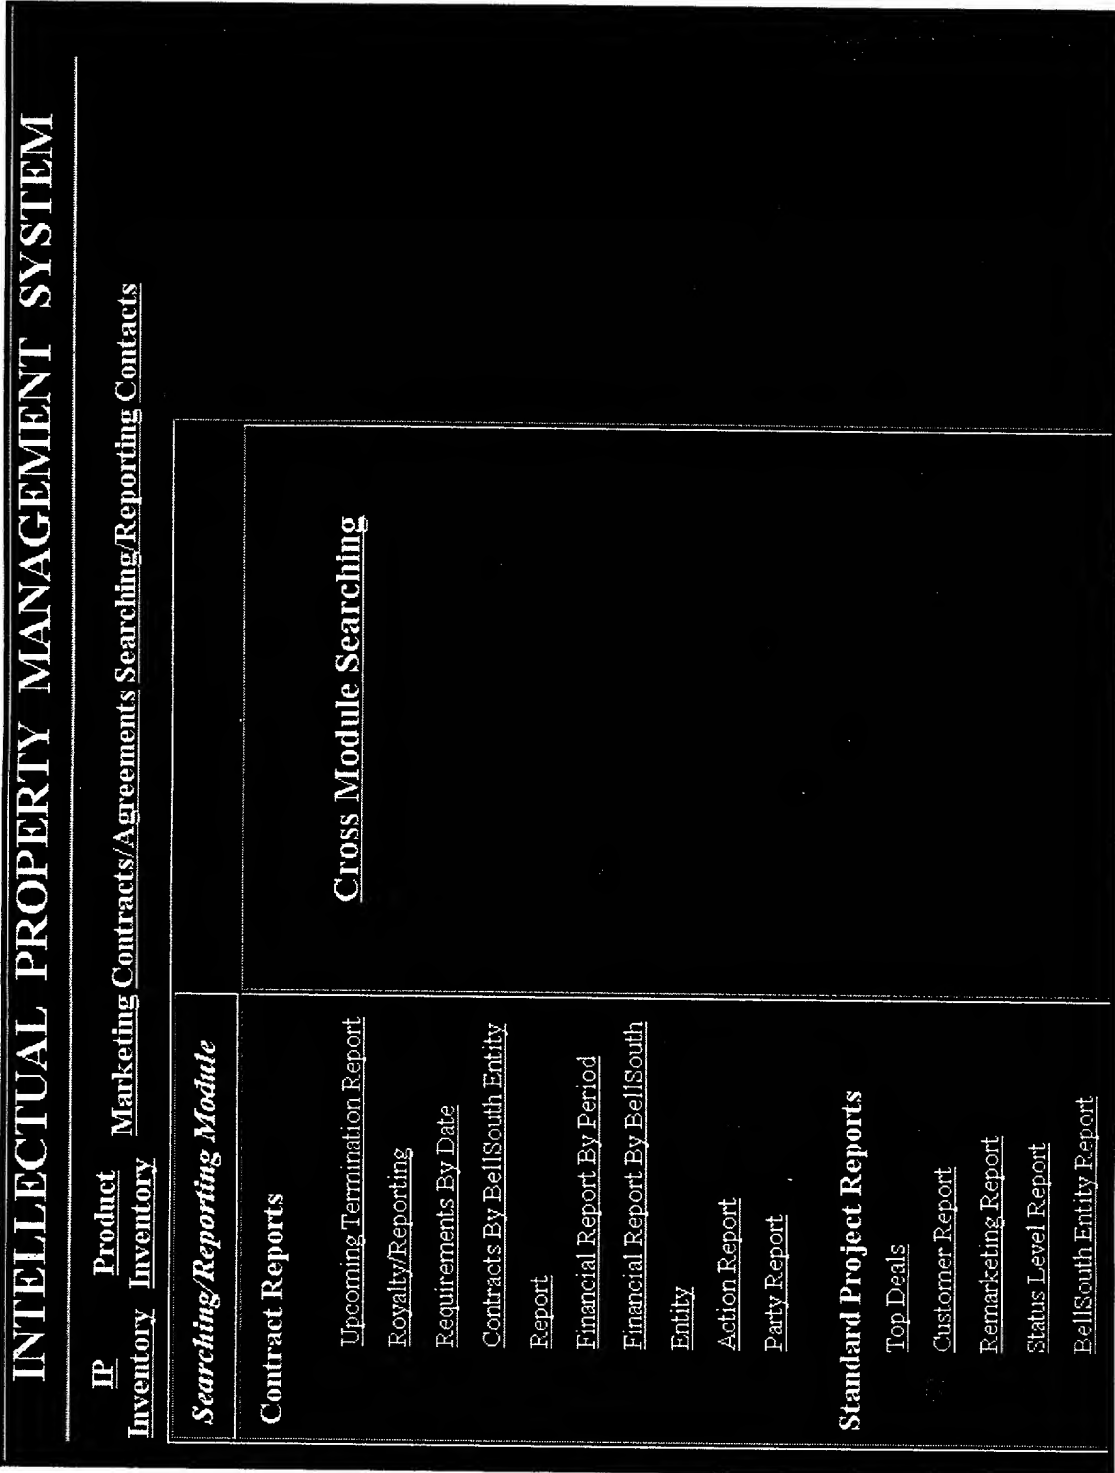 INTELLECTUAL PROPERTY MANAGEMENT SYSTEM
IP Product Marketing Contracts/Agreements Searching/Reporting Contacts
Inventory Inventory
Searching/Reporting Module
Contract Reports
Cross Module Searching
Upcoming Termination Report
Royalty/Reporting
Requirements By Date
Contracts By BellSouth Entity
Report
Financial Report By Period
Financial Report By BellSouth
Entity
Action Report
Party Report
Standard Project Reports
Top Deals
Customer Report
Remarketing Report
Status Level Report
BellSouth Entity Report